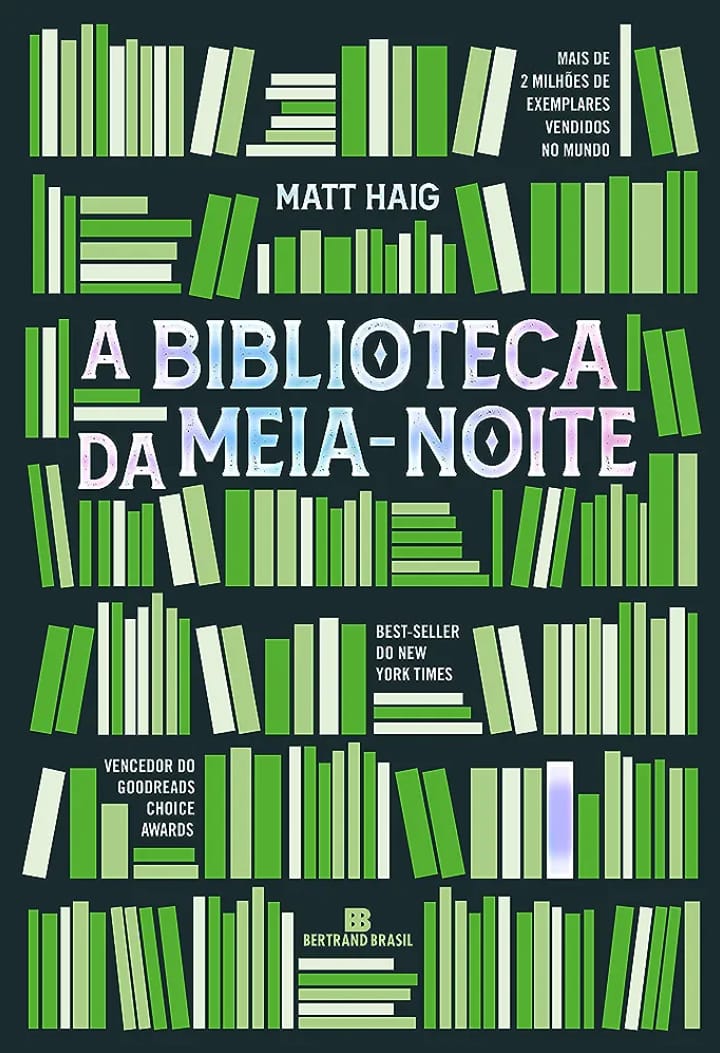 MAIS DE
2 MILHÕES DE
EXEMPLARES
VENDIDOS
NO MUNDO
MATT HAIG
A BIBLIOTECA
DA MEIA-NOITE
BEST-SELLER
DO NEW
YORK TIMES
VENCEDOR DO
GOODREADS
CHOICE
AWARDS
BB
BERTRAND BRASIL